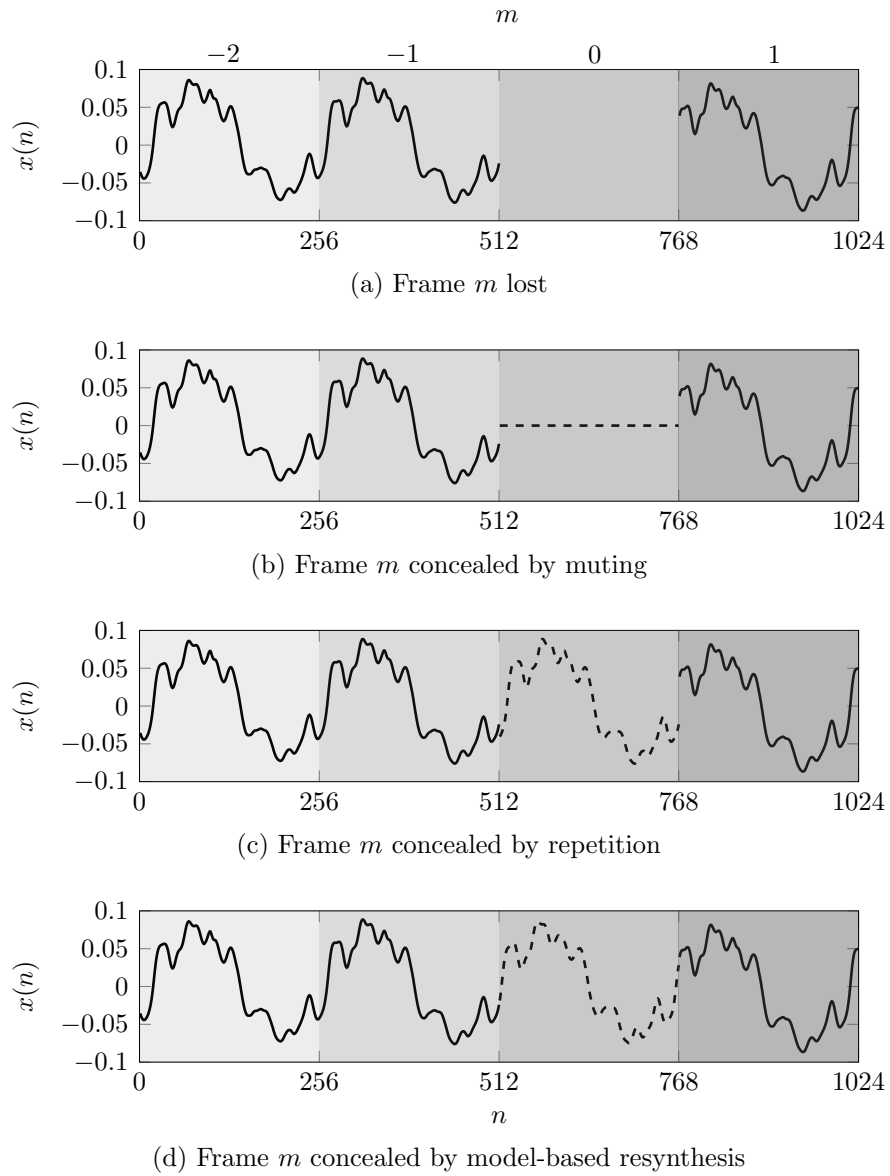 m
−2 −1 0 1
0.1
0.05
0
−0.05
−0.1
x(n)
0 256 512 768 1024
(a) Frame m lost
0.1
0.05
0
−0.05
−0.1
x(n)
0 256 512 768 1024
(b) Frame m concealed by muting
0.1
0.05
0
−0.05
−0.1
x(n)
0 256 512 768 1024
(c) Frame m concealed by repetition
0.1
0.05
0
−0.05
−0.1
x(n)
0 256 512 768 1024
n
(d) Frame m concealed by model-based resynthesis